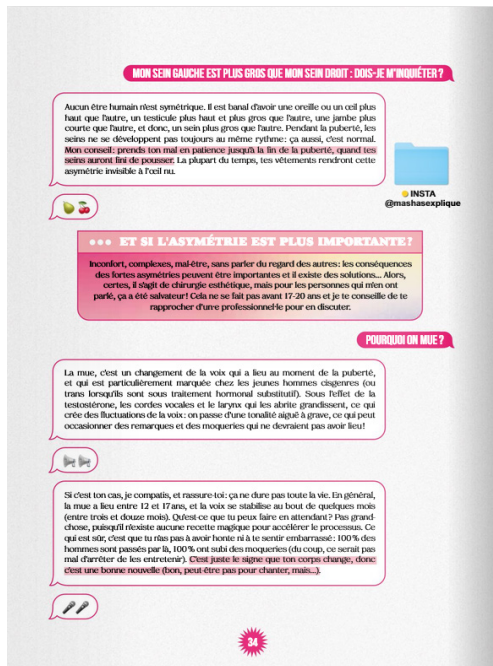 MON SEIN GAUCHE EST PLUS GROS QUE MON SEIN DROIT : DOIS-JE M'INQUIÉTER ?
Aucun être humain n'est symétrique. Il est banal d'avoir une oreille ou un œil plus
haut que l'autre, un testicule plus haut et plus gros que l'autre, une jambe plus
courte que l'autre, et donc, un sein plus gros que l'autre. Pendant la puberté, les
seins ne se développent pas toujours au même rythme : ça aussi, c'est normal.
Mon conseil : prends ton mal en patience jusqu'à la fin de la puberté, quand tes
seins auront fini de pousser. La plupart du temps, tes vêtements rendront cette
asymétrie invisible à l'œil nu.
INSTA
@mashasexplique
ET SI L'ASYMÉTRIE EST PLUS IMPORTANTE ?
Inconfort, complexes, mal-être, sans parler du regard des autres : les conséquences
des fortes asymétries peuvent être importantes et il existe des solutions... Alors,
certes, il s'agit de chirurgie esthétique, mais pour les personnes qui m'en ont
parlé, ça a été salvateur ! Cela ne se fait pas avant 17-20 ans et je te conseille de te
rapprocher d'un·e professionnel·le pour en discuter.
POURQUOI ON MUE ?
La mue, c'est un changement de la voix qui a lieu au moment de la puberté,
et qui est particulièrement marquée chez les jeunes hommes cisgenres (ou
trans lorsqu'ils sont sous traitement hormonal substitutif). Sous l'effet de la
testostérone, les cordes vocales et le larynx qui les abrite grandissent, ce qui
crée des fluctuations de la voix : on passe d'une tonalité aiguë à grave, ce qui peut
occasionner des remarques et des moqueries qui ne devraient pas avoir lieu !
Si c'est ton cas, je compatis, et rassure-toi : ça ne dure pas toute la vie. En général,
la mue a lieu entre 12 et 17 ans, et la voix se stabilise au bout de quelques mois
(entre trois et douze mois). Qu'est-ce que tu peux faire en attendant ? Pas grand-
chose, puisqu'il n'existe aucune recette magique pour accélérer le processus. Ce
qui est sûr, c'est que tu n'as pas à avoir honte ni à te sentir embarrassé : 100 % des
hommes sont passés par là, 100 % ont subi des moqueries (du coup, ce serait pas
mal d'arrêter de les entretenir). C'est juste le signe que ton corps change, donc
c'est une bonne nouvelle (bon, peut-être pas pour chanter, mais...).
34